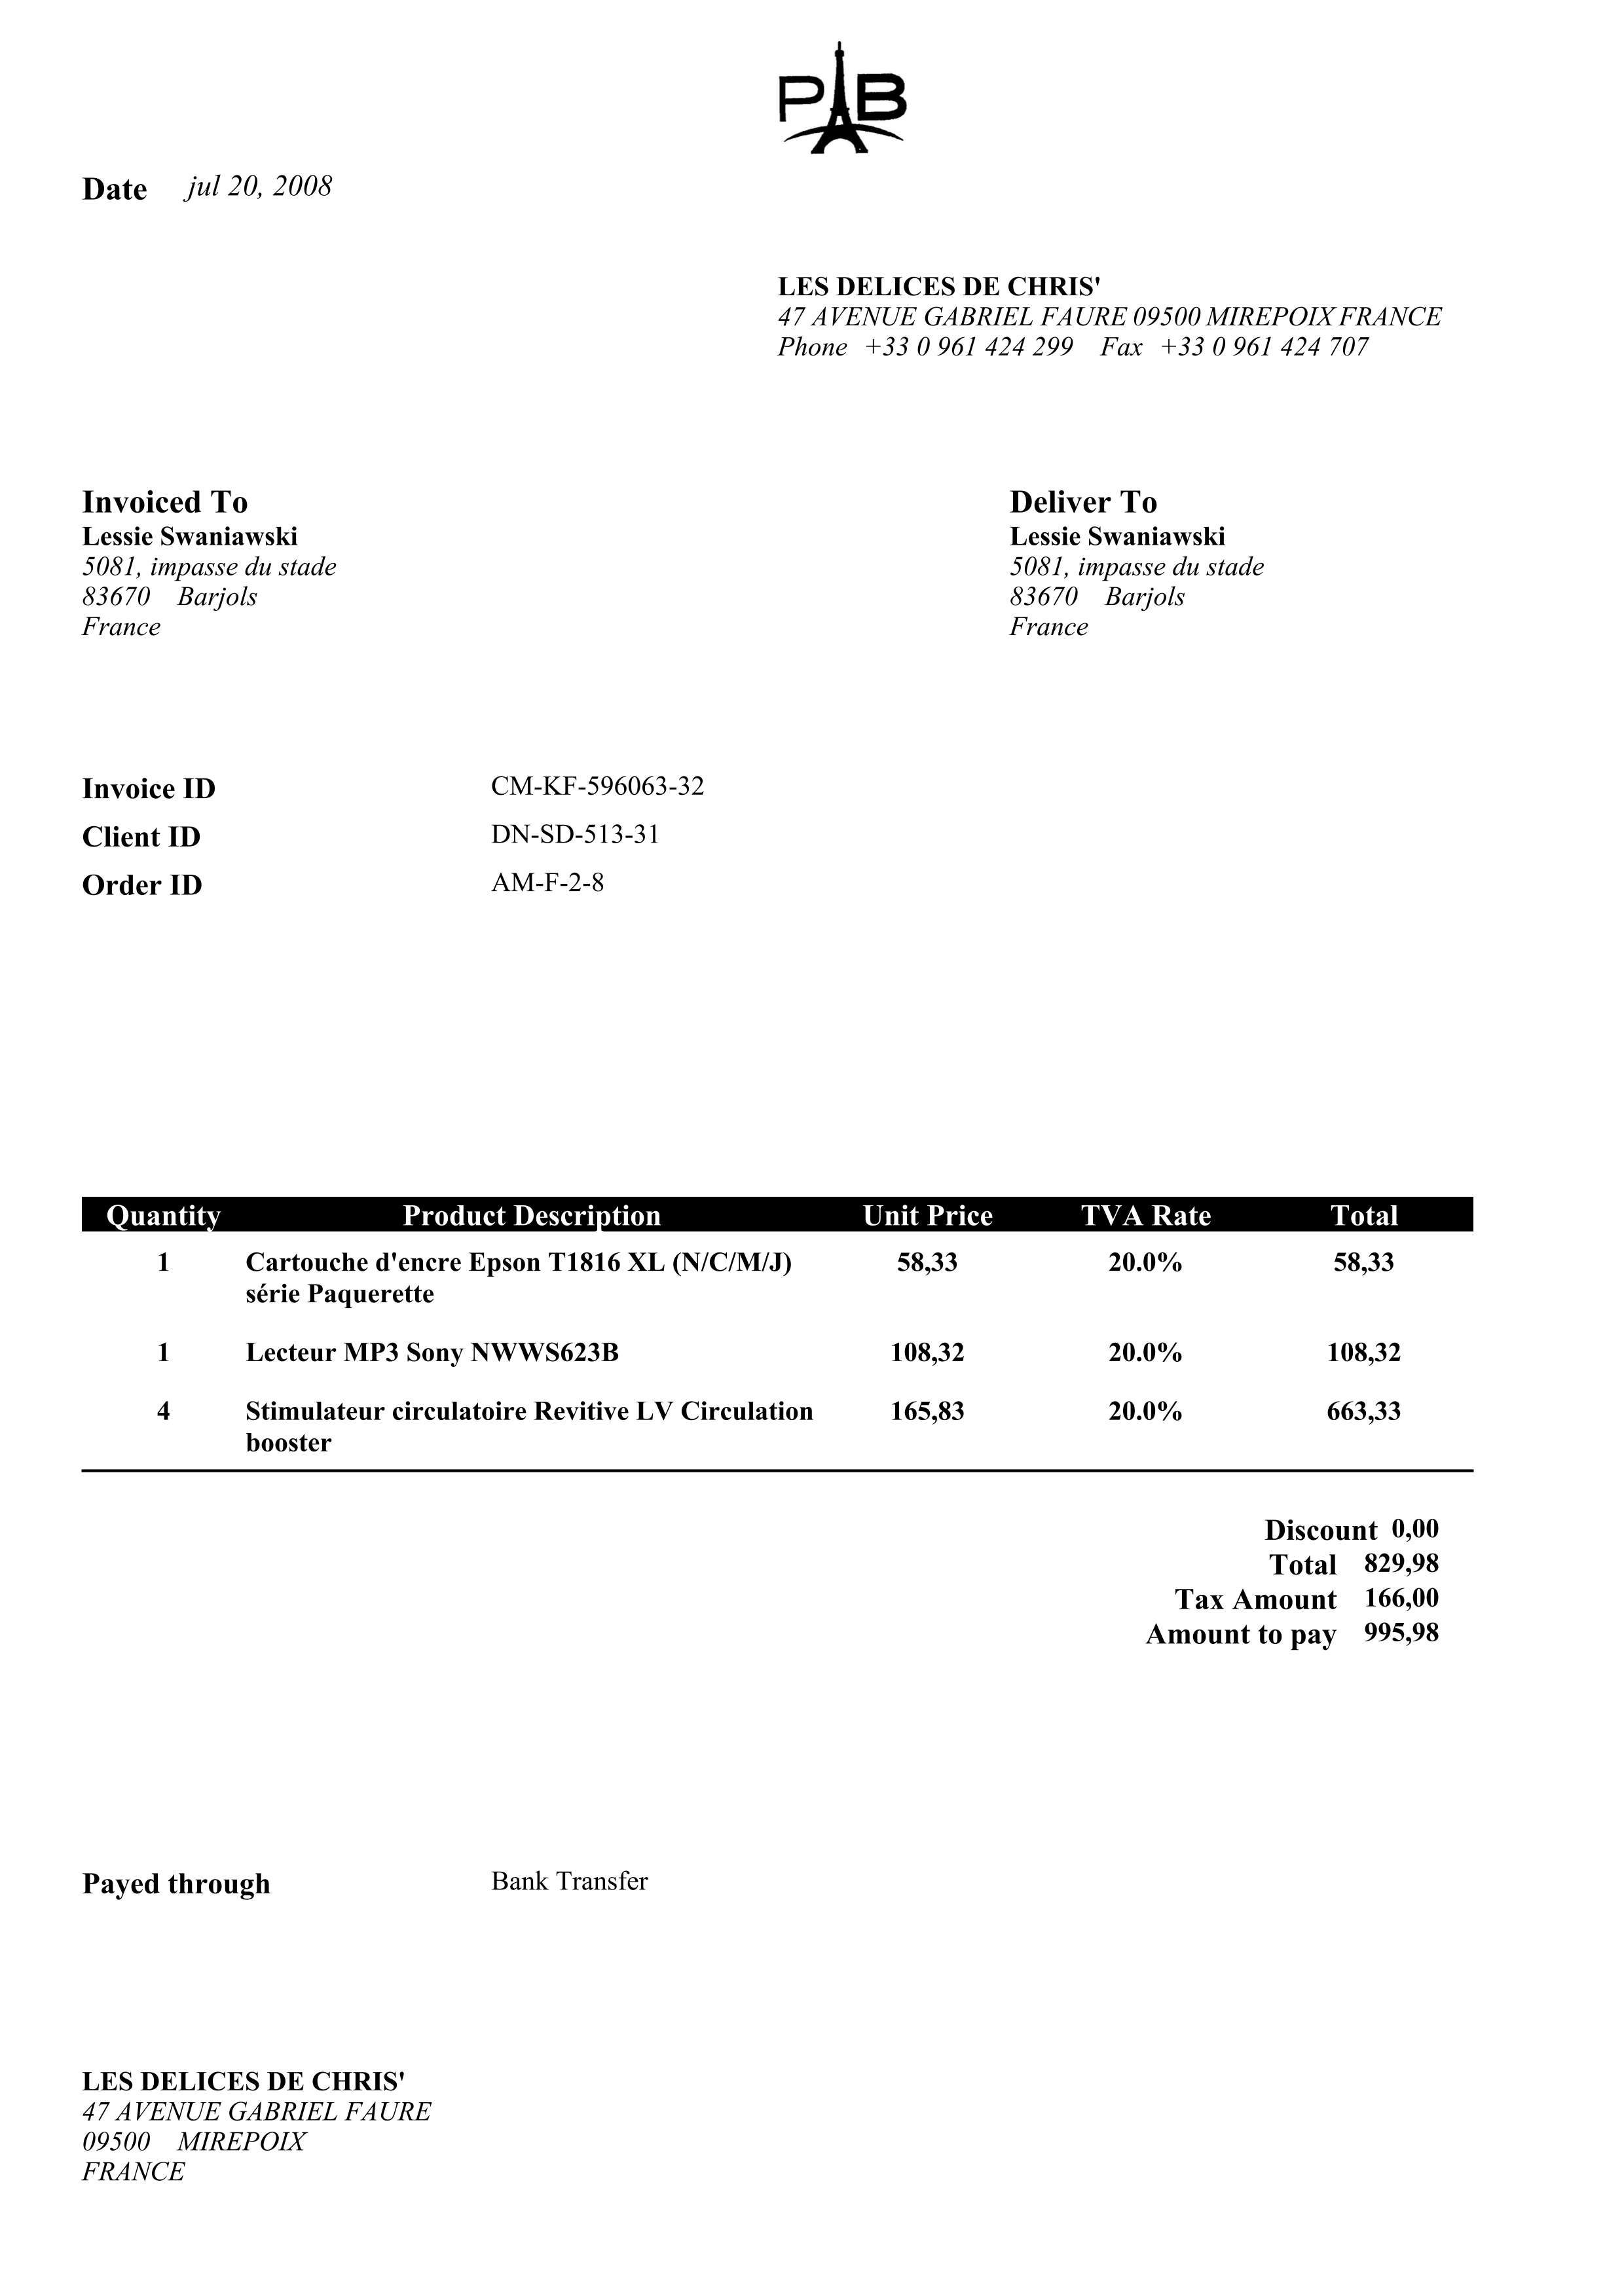 PB
Date jul 20, 2008
LES DELICES DE CHRIS'
47 AVENUE GABRIEL FAURE 09500 MIREPOIX FRANCE
Phone +33 0 961 424 299 Fax +33 0 961 424 707
Invoiced To
Lessie Swaniawski
5081, impasse du stade
83670 Barjols
France
Deliver To
Lessie Swaniawski
5081, impasse du stade
83670 Barjols
France
Invoice ID CM-KF-596063-32
Client ID DN-SD-513-31
Order ID AM-F-2-8
Quantity Product Description Unit Price TVA Rate Total
1 Cartouche d'encre Epson T1816 XL (N/C/M/J) 58,33 20.0% 58,33
série Paquerette
1 Lecteur MP3 Sony NWWS623B 108,32 20.0% 108,32
4 Stimulateur circulatoire Revitive LV Circulation 165,83 20.0% 663,33
booster
Discount 0,00
Total 829,98
Tax Amount 166,00
Amount to pay 995,98
Payed through Bank Transfer
LES DELICES DE CHRIS'
47 AVENUE GABRIEL FAURE
09500 MIREPOIX
FRANCE